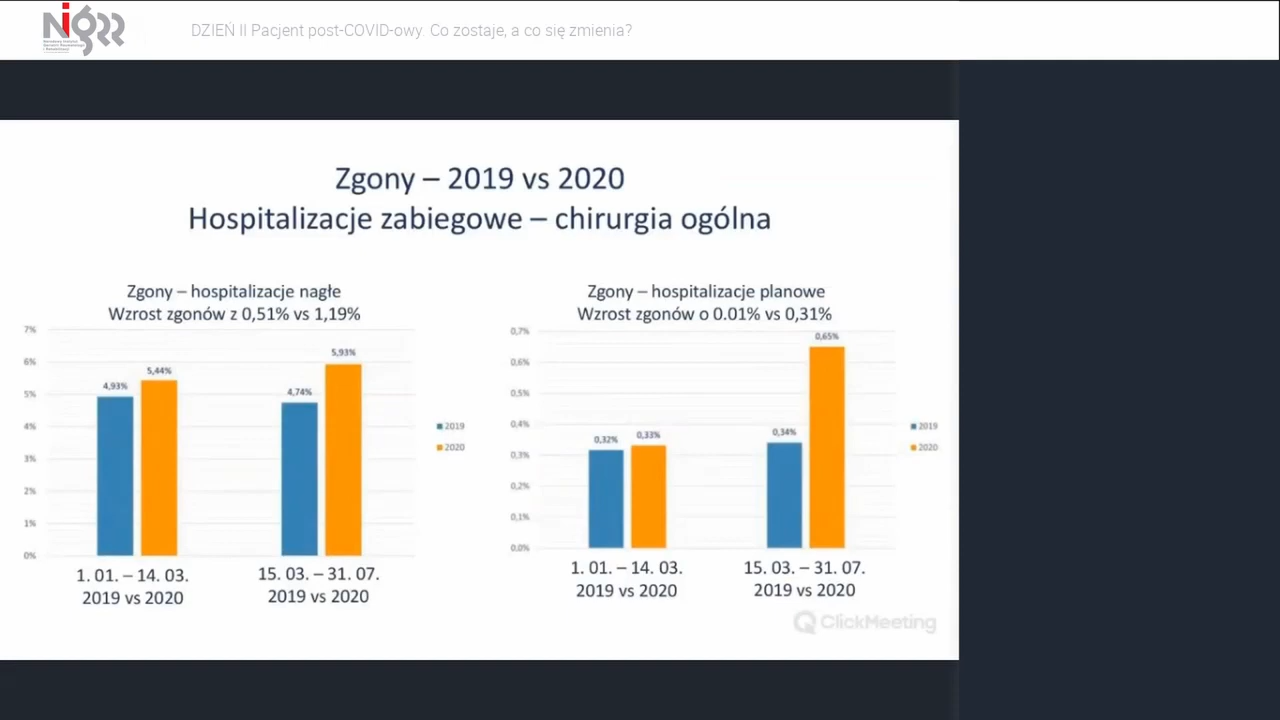 DZIEŃ II Pacjent post-COVID-owy. Co zostaje, a co się zmienia?
Zgony – 2019 vs 2020
Hospitalizacje zabiegowe – chirurgia ogólna
Zgony – hospitalizacje nagłe
Wzrost zgonów z 0,51% vs 1,19%
7%
6%
5%
4%
3%
2%
1%
0%
4,93%
5,44%
4,74%
5,93%
2019
2020
1. 01. – 14. 03.
2019 vs 2020
15. 03. – 31. 07.
2019 vs 2020
Zgony – hospitalizacje planowe
Wzrost zgonów o 0.01% vs 0,31%
0,7%
0,6%
0,5%
0,4%
0,3%
0,2%
0,1%
0,0%
0,32%
0,33%
0,34%
0,65%
2019
2020
1. 01. – 14. 03.
2019 vs 2020
15. 03. – 31. 07.
2019 vs 2020
ClickMeeting